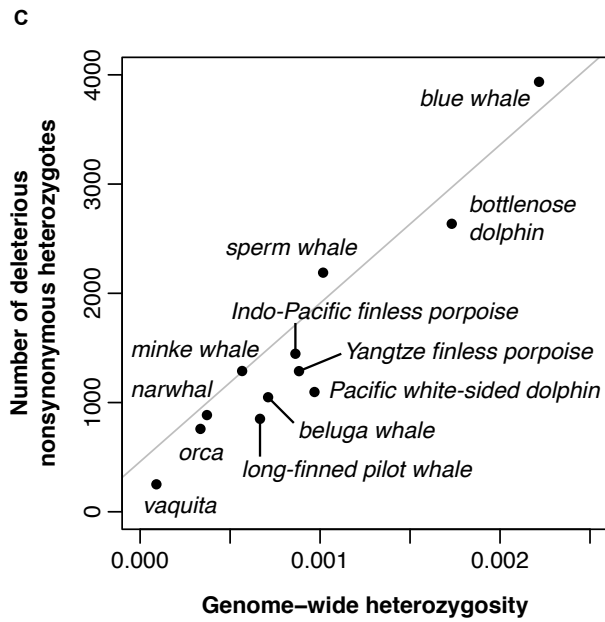 C
Number of deleterious
nonsynonymous heterozygotes
4000
3000
2000
1000
0
blue whale
bottlenose
dolphin
sperm whale
Indo-Pacific finless porpoise
minke whale
Yangtze finless porpoise
narwhal
Pacific white-sided dolphin
beluga whale
orca
long-finned pilot whale
vaquita
0.000
0.001
0.002
Genome−wide heterozygosity